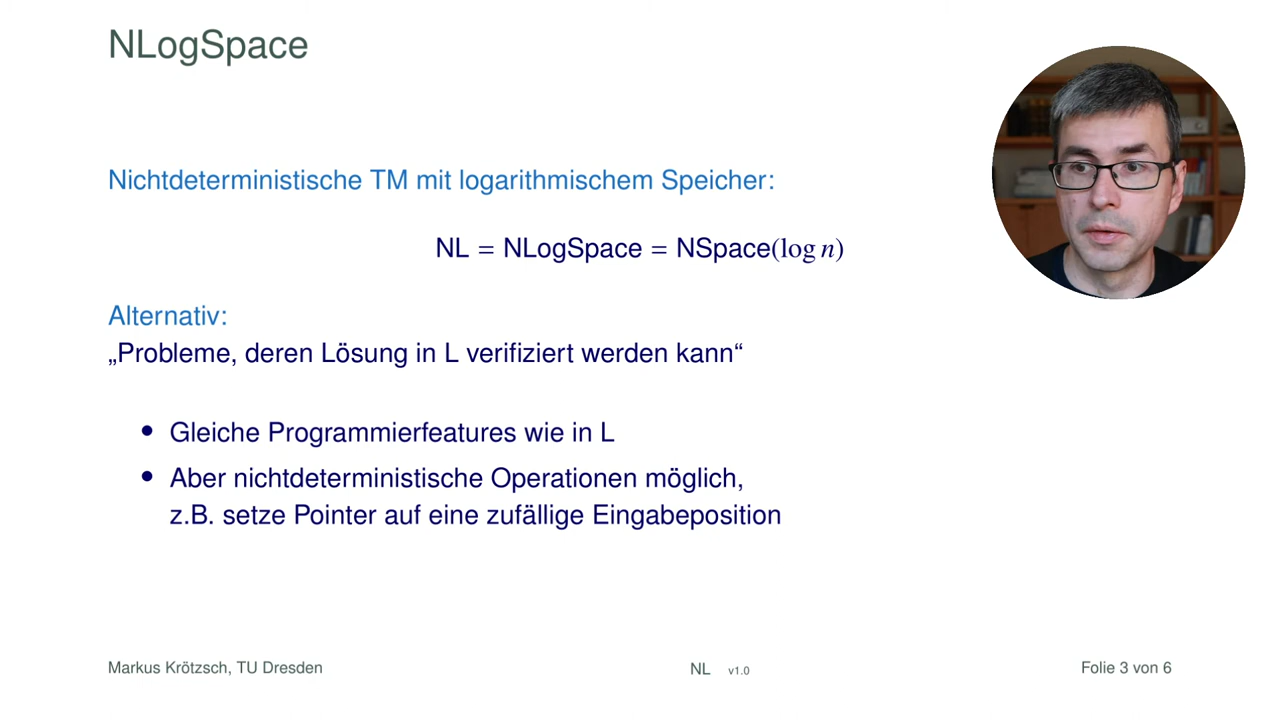 NLogSpace
Nichtdeterministische TM mit logarithmischem Speicher:
NL = NLogSpace = NSpace(log n)
Alternativ:
„Probleme, deren Lösung in L verifiziert werden kann“
• Gleiche Programmierfeatures wie in L
• Aber nichtdeterministische Operationen möglich,
z.B. setze Pointer auf eine zufällige Eingabeposition
Markus Krötzsch, TU Dresden NL v1.0 Folie 3 von 6